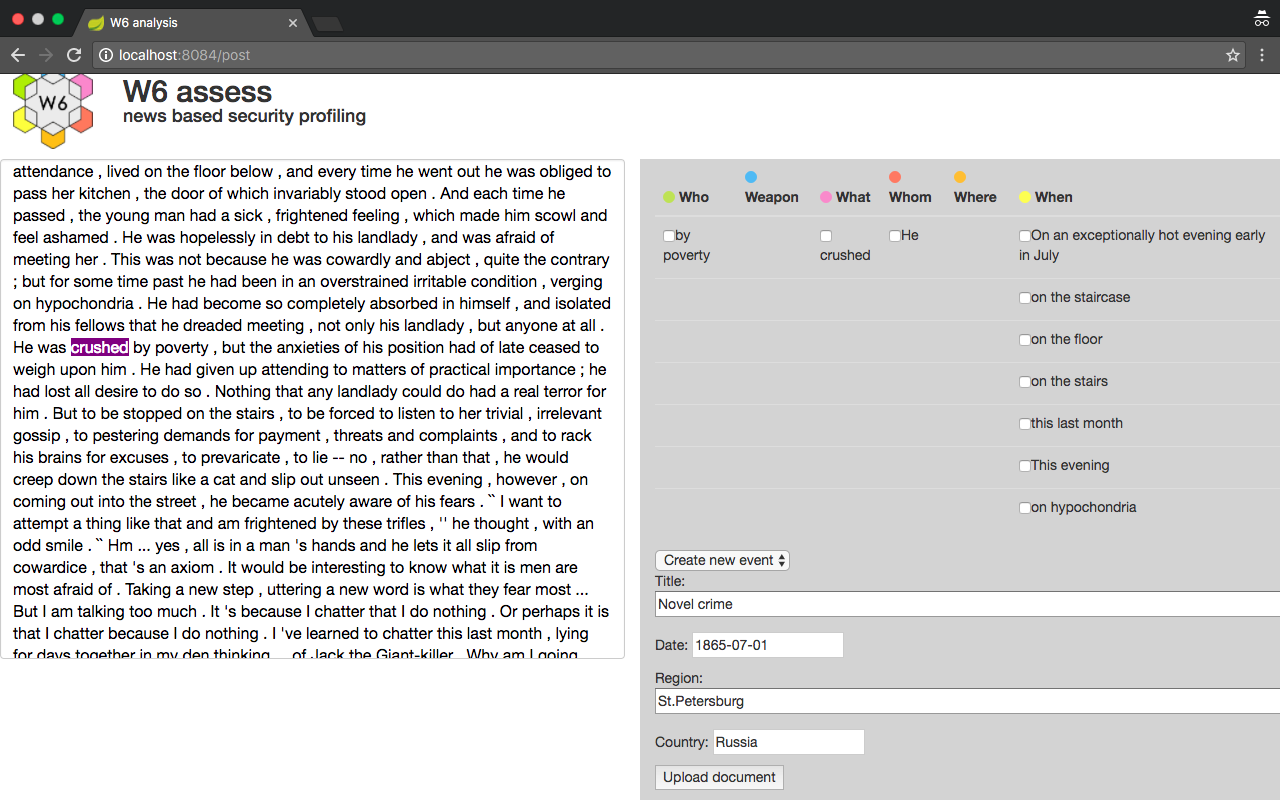 W6 analysis
localhost:8084/post
W6
W6 assess
news based security profiling
attendance , lived on the floor below , and every time he went out he was obliged to
pass her kitchen , the door of which invariably stood open . And each time he
passed , the young man had a sick , frightened feeling , which made him scowl and
feel ashamed . He was hopelessly in debt to his landlady , and was afraid of
meeting her . This was not because he was cowardly and abject , quite the contrary
; but for some time past he had been in an overstrained irritable condition , verging
on hypochondria . He had become so completely absorbed in himself , and isolated
from his fellows that he dreaded meeting , not only his landlady , but anyone at all .
He was crushed by poverty , but the anxieties of his position had of late ceased to
weigh upon him . He had given up attending to matters of practical importance ; he
had lost all desire to do so . Nothing that any landlady could do had a real terror for
him . But to be stopped on the stairs , to be forced to listen to her trivial , irrelevant
gossip , to pestering demands for payment , threats and complaints , and to rack
his brains for excuses , to prevaricate , to lie -- no , rather than that , he would
creep down the stairs like a cat and slip out unseen . This evening , however , on
coming out into the street , he became acutely aware of his fears . `` I want to
attempt a thing like that and am frightened by these trifles , '' he thought , with an
odd smile . `` Hm ... yes , all is in a man 's hands and he lets it all slip from
cowardice , that 's an axiom . It would be interesting to know what it is men are
most afraid of . Taking a new step , uttering a new word is what they fear most ...
But I am talking too much . It 's because I chatter that I do nothing . Or perhaps it is
that I chatter because I do nothing . I 've learned to chatter this last month , lying
for days together in my den thinking ... of Jack the Giant-killer . Why am I going
Who
Weapon
What
Whom
Where
When
by
poverty
crushed
He
On an exceptionally hot evening early
in July
on the staircase
on the floor
on the stairs
this last month
This evening
on hypochondria
Create new event
Title:
Novel crime
Date: 1865-07-01
Region:
St.Petersburg
Country: Russia
Upload document